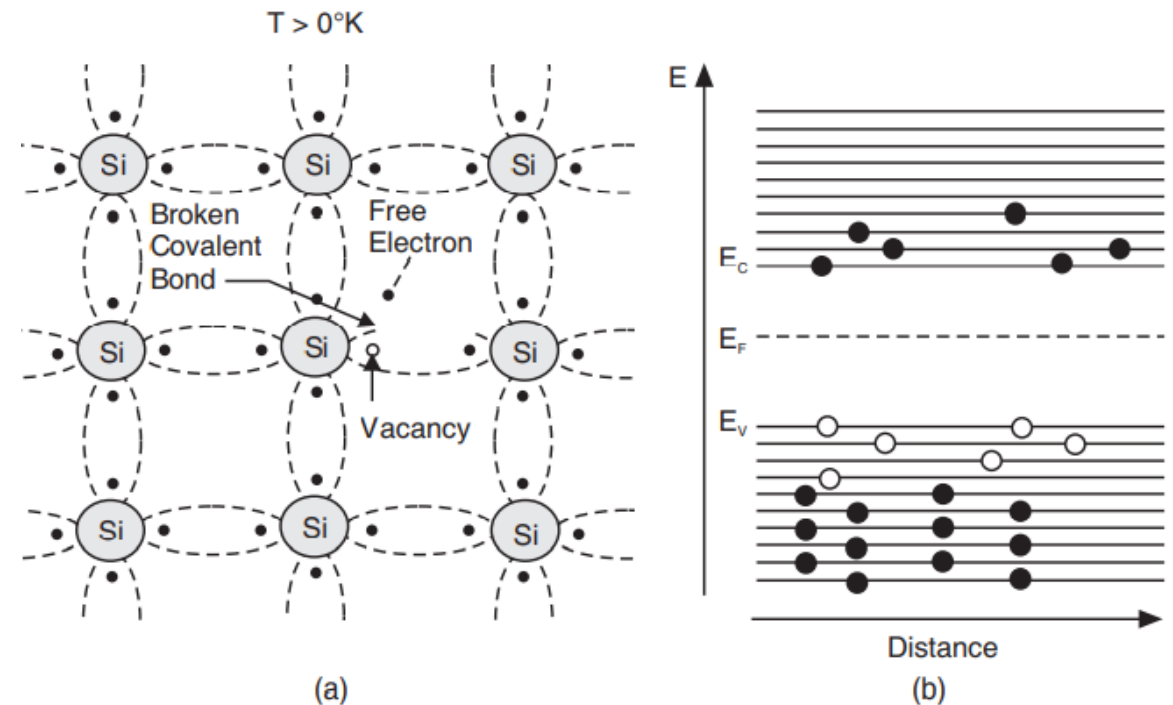 T > 0°K
Si
Si
Si
Broken
Covalent
Bond
Free
Electron
Si
Si
Si
Vacancy
Si
Si
Si
(a)
E
E_C
E_F
E_V
Distance
(b)